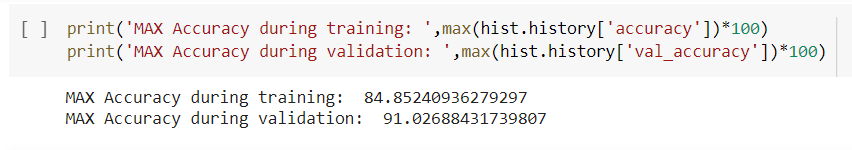 [ ] print('MAX Accuracy during training: ',max(hist.history['accuracy'])*100)
print('MAX Accuracy during validation: ',max(hist.history['val_accuracy'])*100)
MAX Accuracy during training:  84.85240936279297
MAX Accuracy during validation:  91.02688431739807